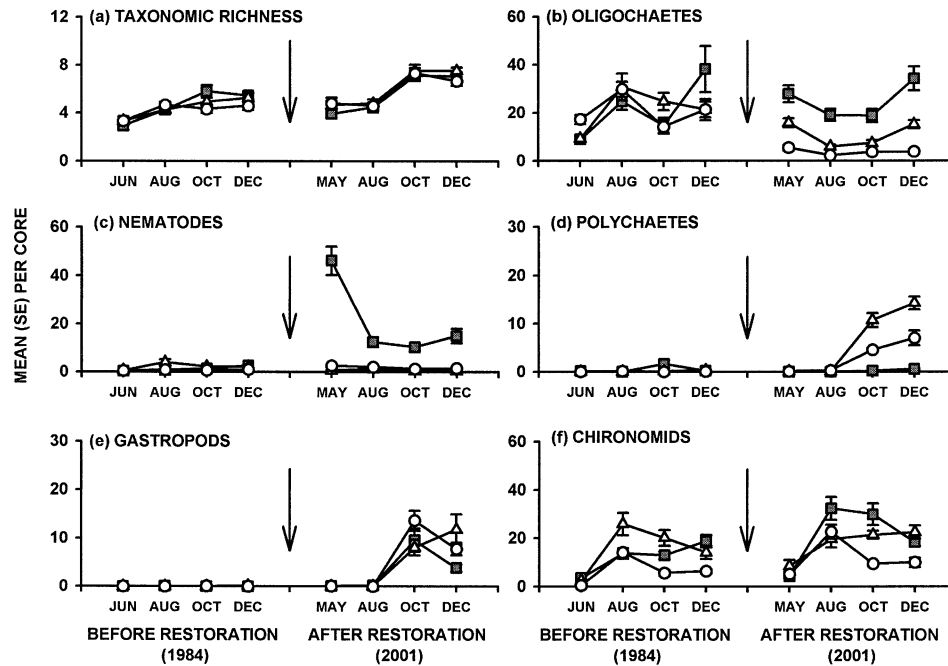 (a) TAXONOMIC RICHNESS
12
8
4
0
JUN AUG OCT DEC MAY AUG OCT DEC
(b) OLIGOCHAETES
60
40
20
0
JUN AUG OCT DEC MAY AUG OCT DEC
MEAN (SE) PER CORE
(c) NEMATODES
60
40
20
0
JUN AUG OCT DEC MAY AUG OCT DEC
(d) POLYCHAETES
30
20
10
0
JUN AUG OCT DEC MAY AUG OCT DEC
(e) GASTROPODS
30
20
10
0
JUN AUG OCT DEC MAY AUG OCT DEC
BEFORE RESTORATION AFTER RESTORATION
(1984) (2001)
(f) CHIRONOMIDS
60
40
20
0
JUN AUG OCT DEC MAY AUG OCT DEC
BEFORE RESTORATION AFTER RESTORATION
(1984) (2001)